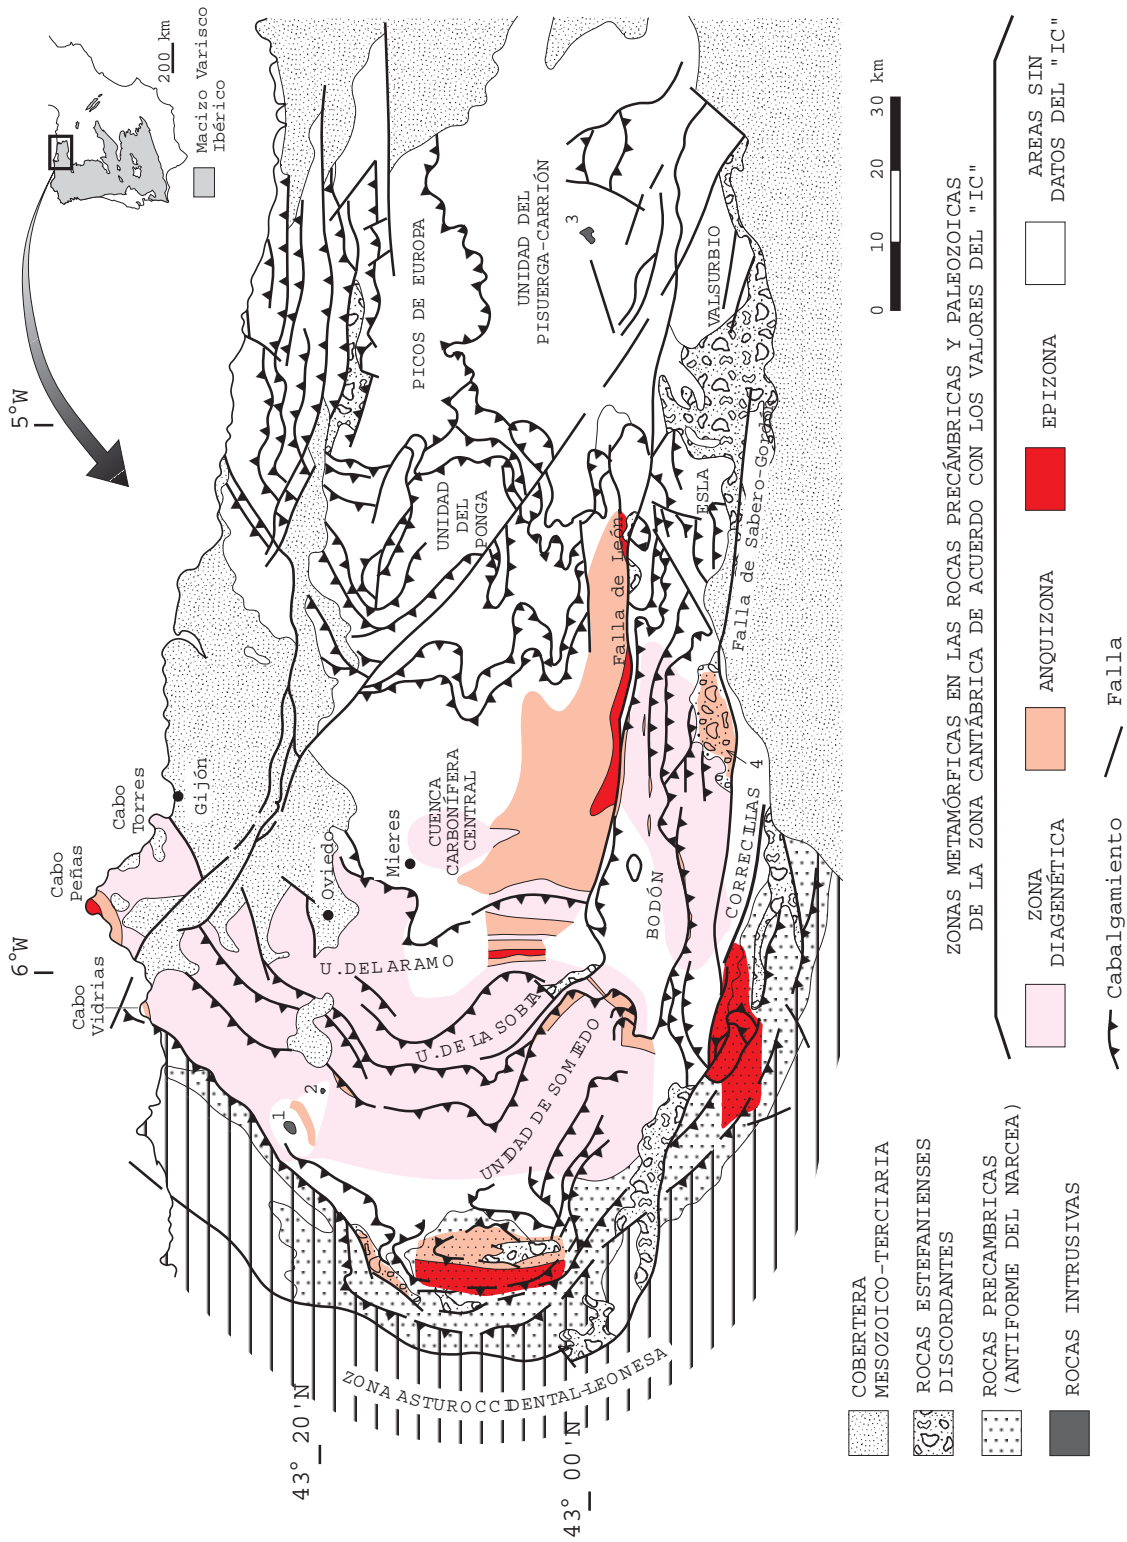 5°W
6°W
200 km
Macizo Varisco
Ibérico
Cabo
Peñas
Cabo
Torres
Gijón
Cabo
Vidrias
Oviedo
Mieres
CUENCA
CARBONÍFERA
CENTRAL
U. DEL ARAMO
U. DE LA SOBIA
UNIDAD DE SOMIEDO
1
2
UNIDAD
DEL
PONGA
PICOS DE EUROPA
UNIDAD DEL
PISUERGA-CARRIÓN
3
VALSURBIO
ESLA
Falla de León
Falla de Sabero-Gordón
BODÓN
CORRECILLAS
4
ZONA ASTUROCCIDENTAL-LEONESA
43° 20'N
43° 00'N
0 10 20 30 km
COBERTERA
MESOZOICO-TERCIARIA
ROCAS ESTEFANIENSES
DISCORDANTES
ROCAS PRECAMBRICAS
(ANTIFORME DEL NARCEA)
ROCAS INTRUSIVAS
ZONAS METAMÓRFICAS EN LAS ROCAS PRECÁMBRICAS Y PALEOZOICAS
DE LA ZONA CANTÁBRICA DE ACUERDO CON LOS VALORES DEL "IC"
ZONA
DIAGENÉTICA
ANQUIZONA
EPIZONA
AREAS SIN
DATOS DEL "IC"
Cabalgamiento
Falla